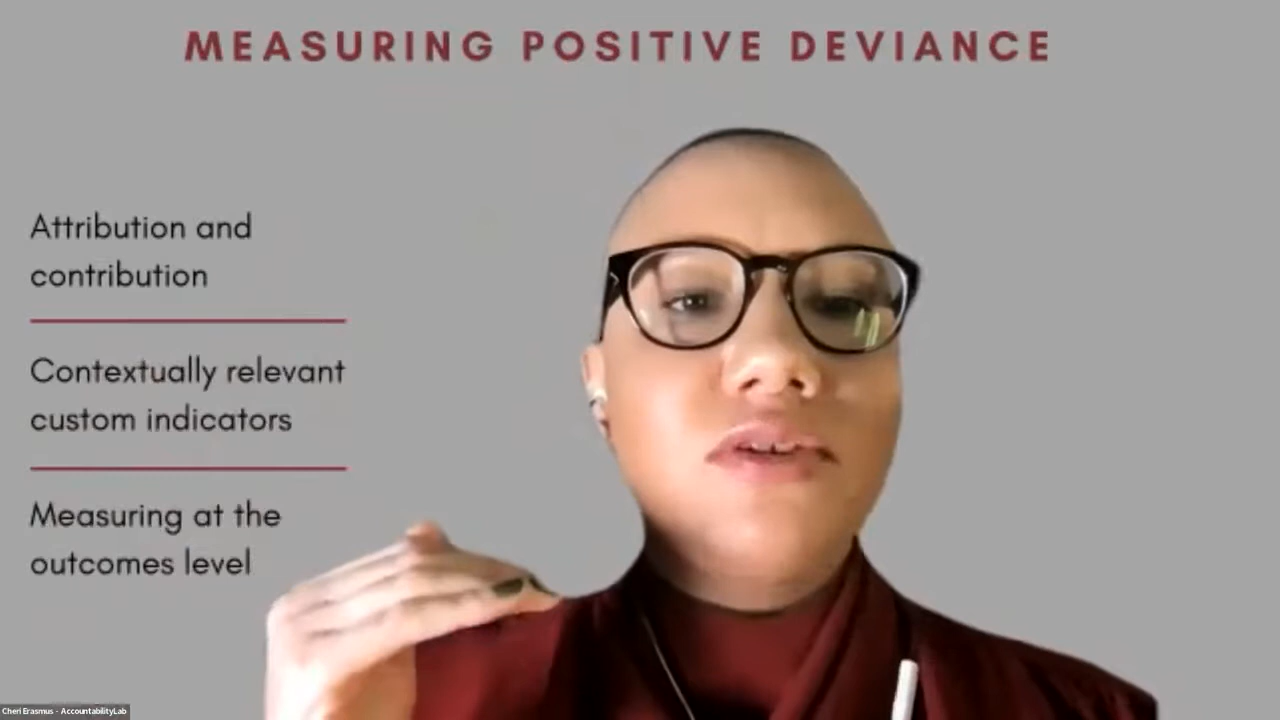 MEASURING POSITIVE DEVIANCE
Attribution and
contribution
Contextually relevant
custom indicators
Measuring at the
outcomes level
Cheri Erasmus - AccountabilityLab